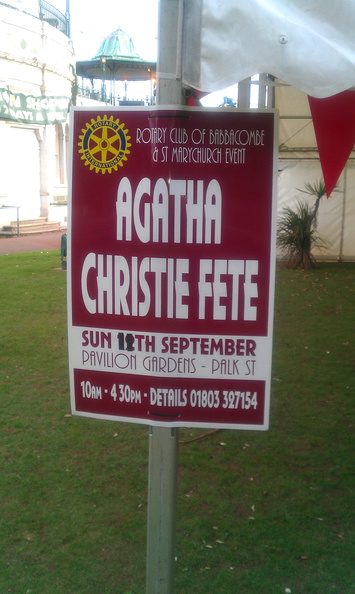 ROTARY INTERNATIONAL
ROTARY CLUB OF BABBACOMBE
& ST MARYCHURCH EVENT
AGATHA
CHRISTIE FETE
SUN 12TH SEPTEMBER
PAVILION GARDENS - PALK ST
10AM - 4 30PM - DETAILS 01803 327154